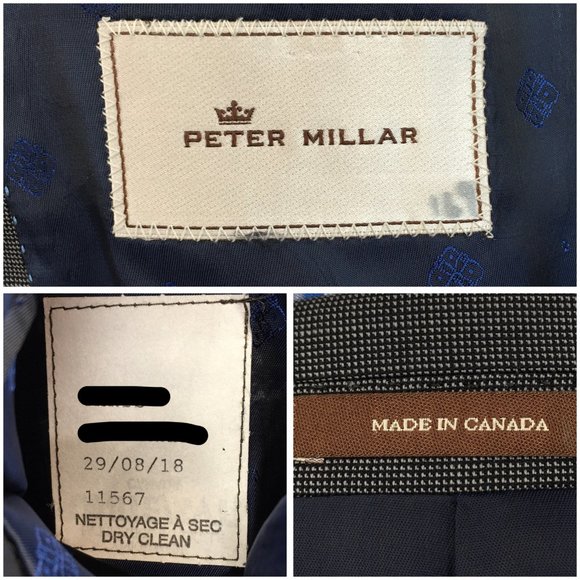 PETER MILLAR
29/08/18
11567
NETTOYAGE À SEC
DRY CLEAN
MADE IN CANADA